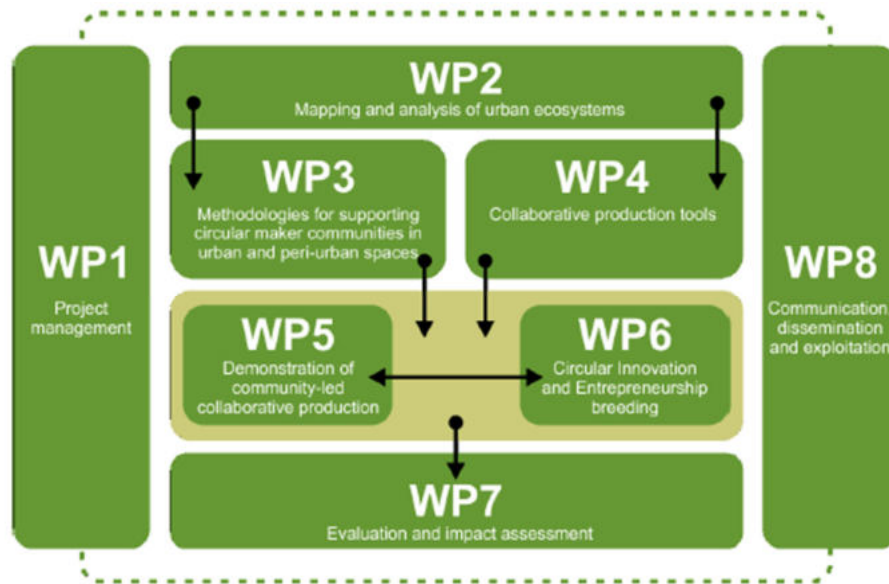 WP2
Mapping and analysis of urban ecosystems
WP3
Methodologies for supporting
circular maker communities in
urban and peri-urban spaces
WP4
Collaborative production tools
WP1
Project
management
WP8
Communication,
dissemination
and exploitation
WP5
Demonstration of
community-led
collaborative production
WP6
Circular Innovation
and Entrepreneurship
breeding
WP7
Evaluation and impact assessment